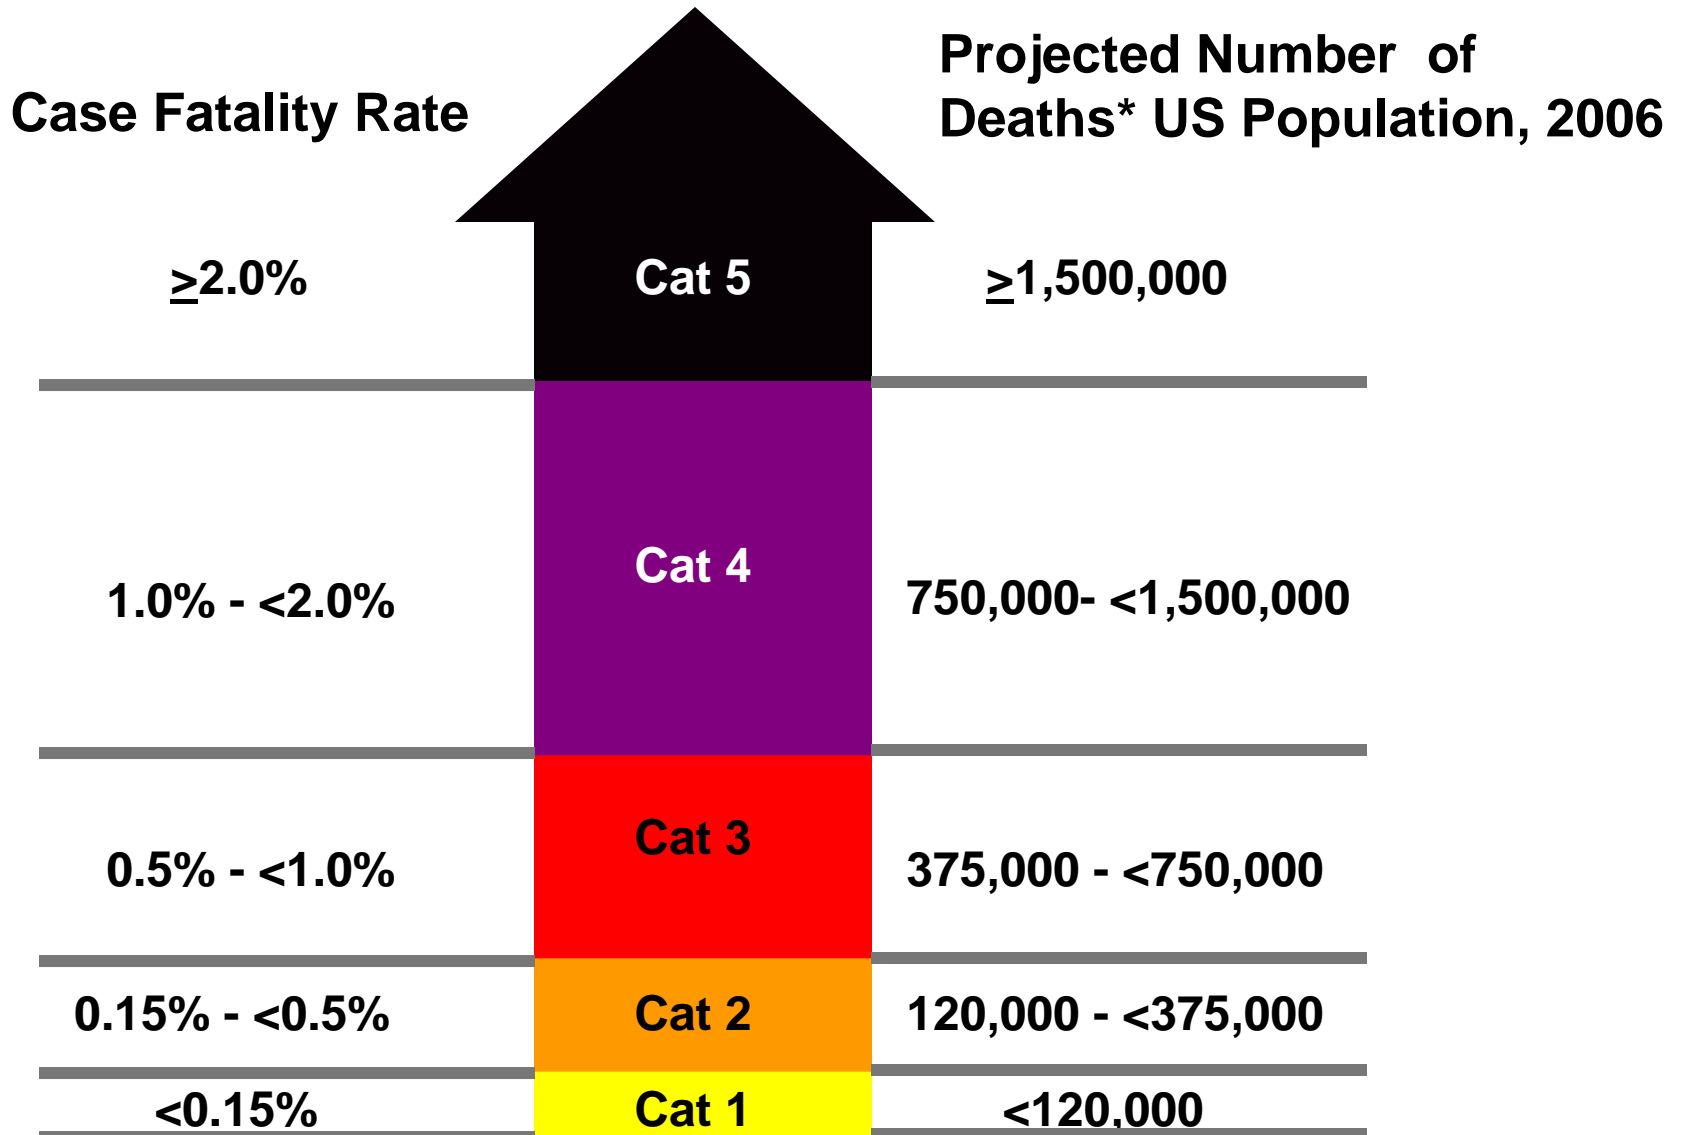 Case Fatality Rate
Projected Number of
Deaths* US Population, 2006
≥2.0% Cat 5 ≥1,500,000
1.0% - <2.0% Cat 4 750,000- <1,500,000
0.5% - <1.0% Cat 3 375,000 - <750,000
0.15% - <0.5% Cat 2 120,000 - <375,000
<0.15% Cat 1 <120,000